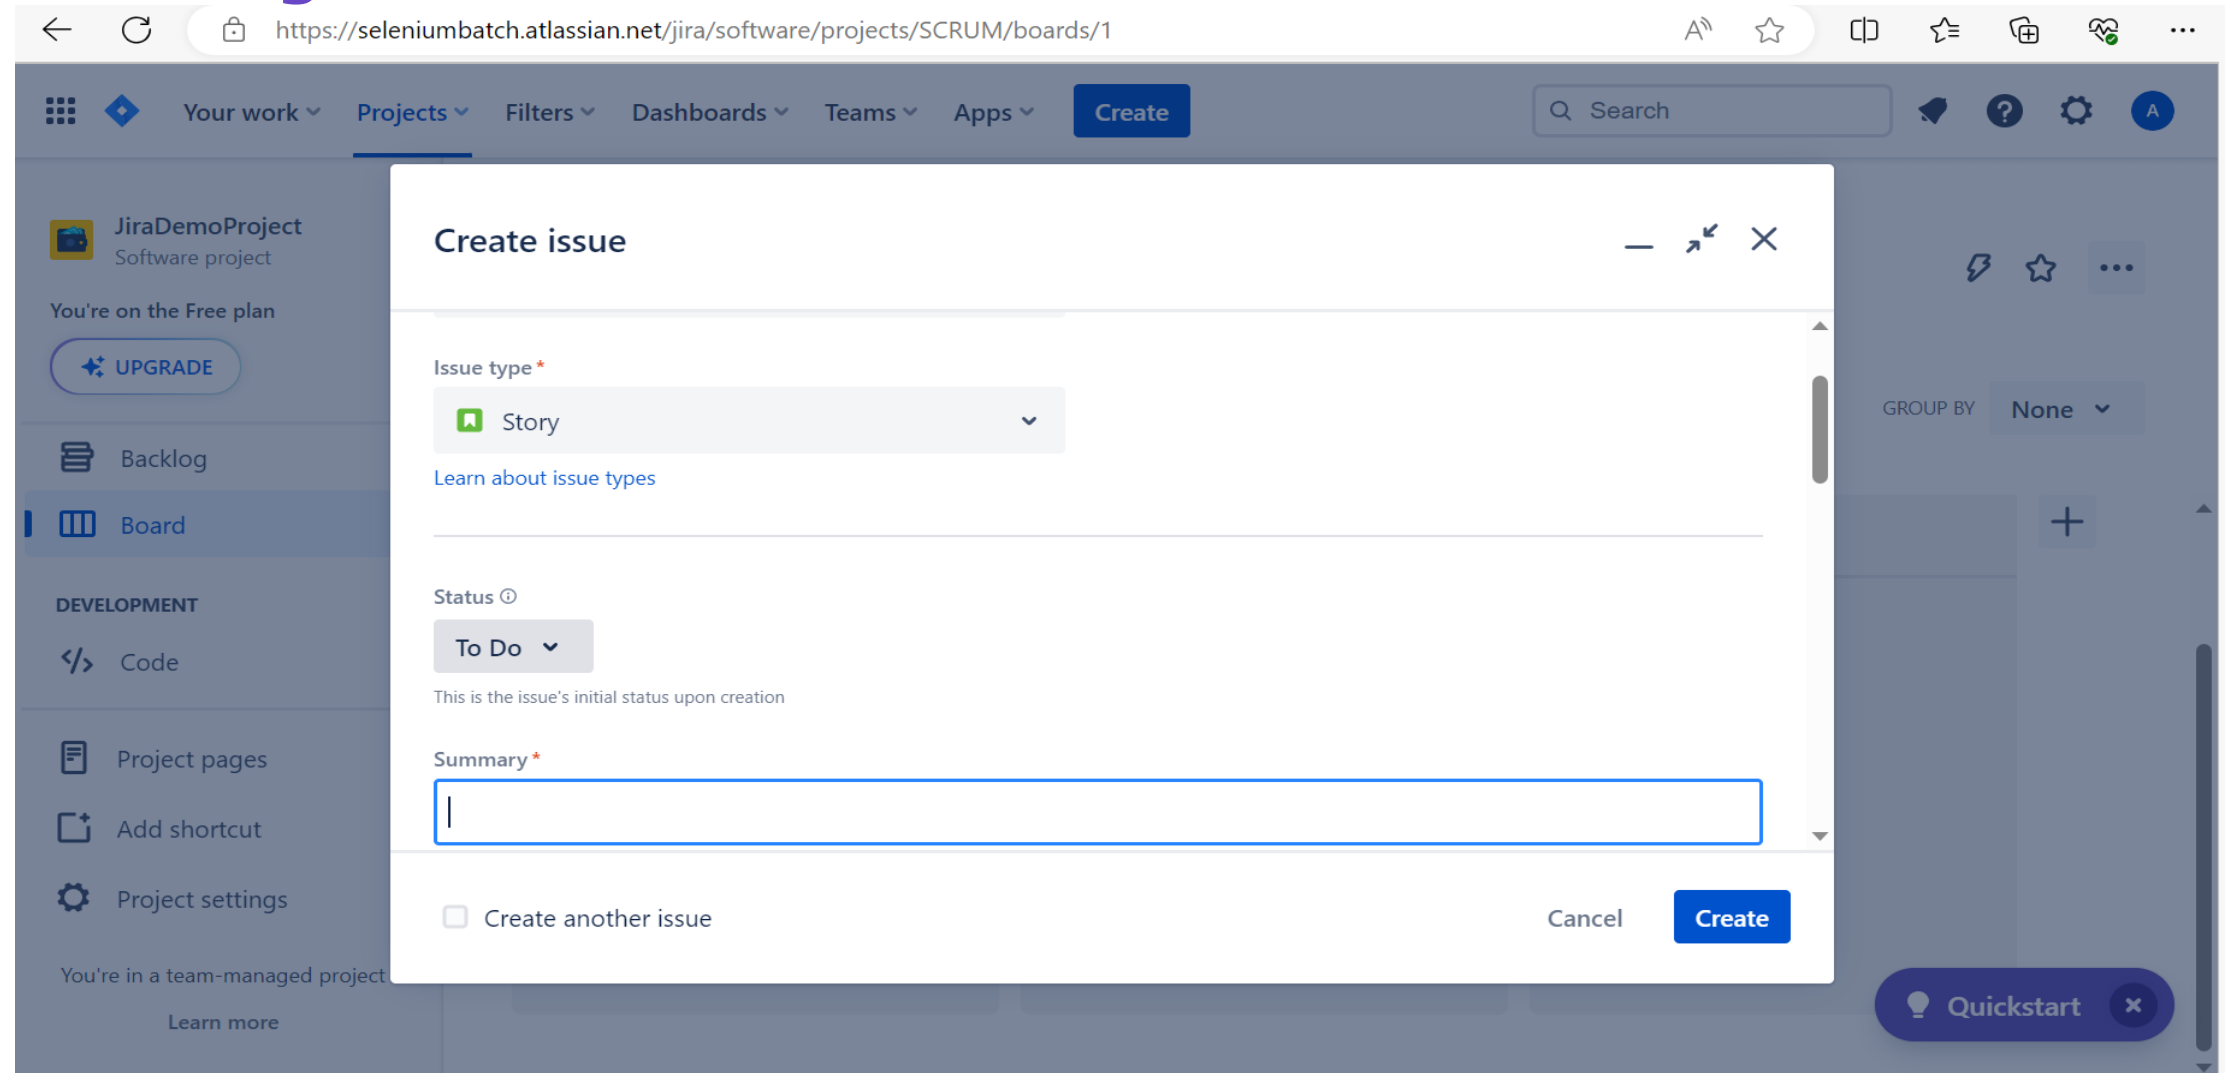 https://seleniumbatch.atlassian.net/jira/software/projects/SCRUM/boards/1
Your work Projects Filters Dashboards Teams Apps Create Search A
JiraDemoProject
Software project
You're on the Free plan
UPGRADE
Backlog
Board
DEVELOPMENT
Code
Project pages
Add shortcut
Project settings
You're in a team-managed project
Learn more
Create issue
Issue type *
Story
Learn about issue types
Status
To Do
This is the issue's initial status upon creation
Summary *
Create another issue
Cancel Create
GROUP BY None
Quickstart